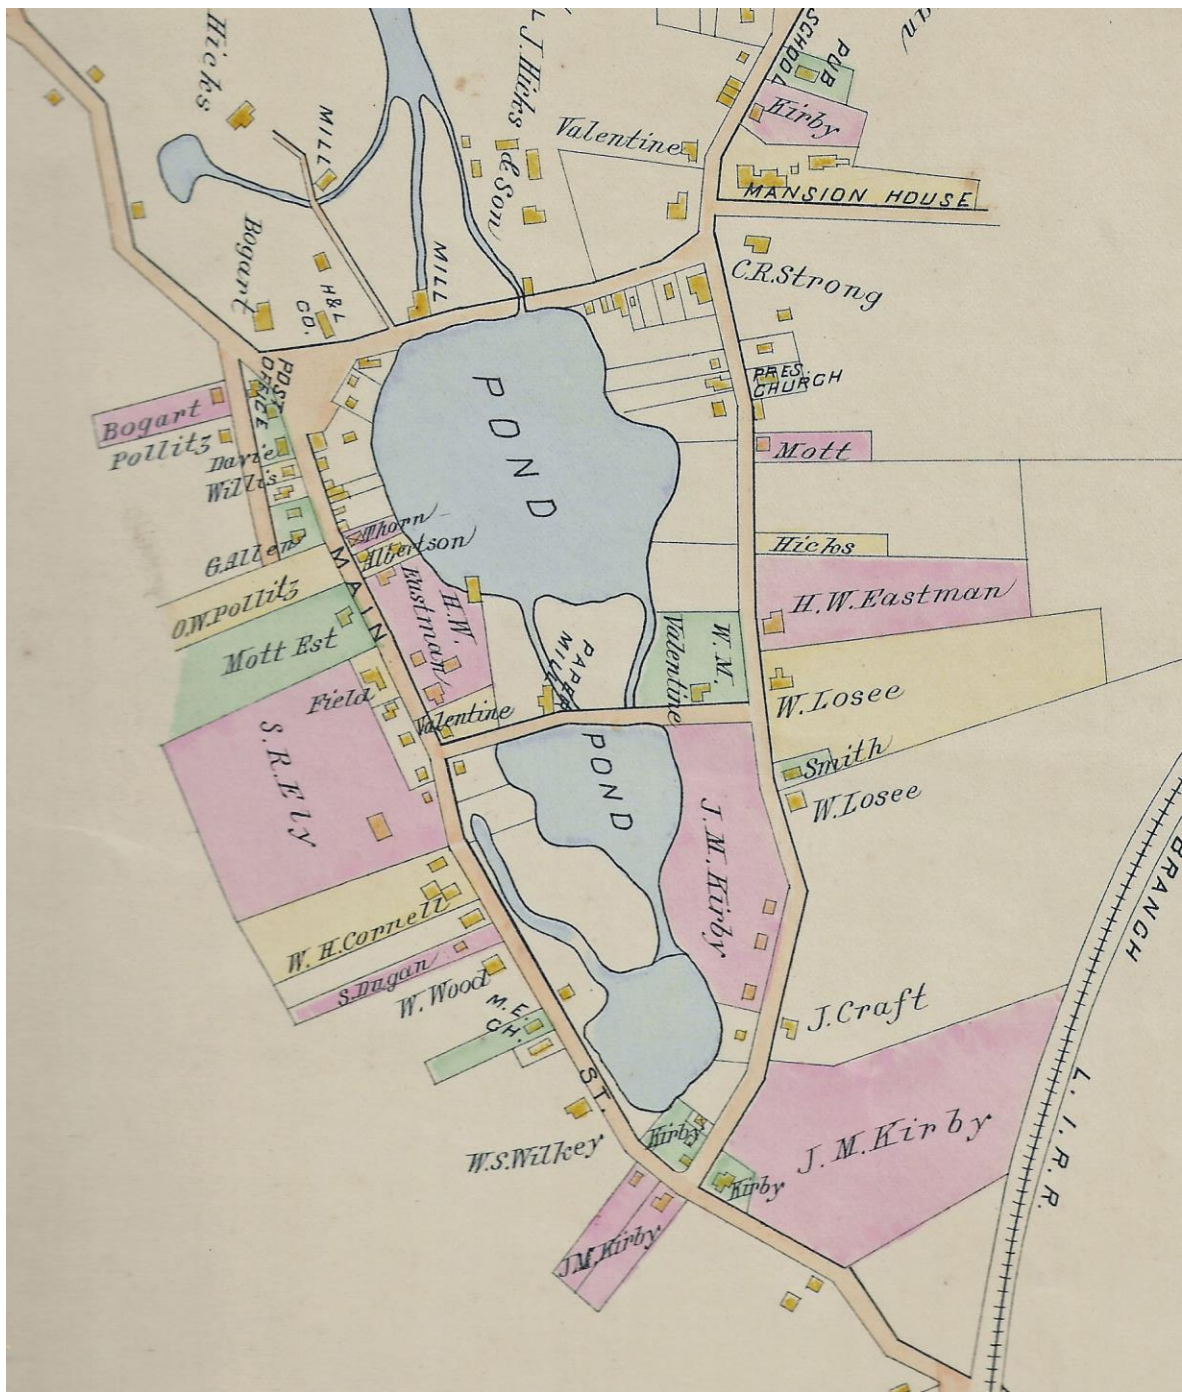 Hicks
L. J. Hicks & Son
PUB
SCHOOL
Kirby
Valentine
MANSION HOUSE
MILL
MILL
Bogart
H&L
CO.
C.R.Strong
POST
OFFICE
PRES.
CHURCH
POND
Bogart
Pollitz
Davie
Willis
Mott
Thorn
Albertson
G.Allen
Hicks
O.W.Pollitz
MAIN
H.W.
Eastman
H.W.Eastman
PAPER
MILL
W.M.
Valentine
Mott Est
Field
Valentine
W.Losee
S.R.Ely
POND
Smith
W.Losee
J.M.Kirby
BRANCH
W.H.Cornell
S.Dugan
W.Wood
M.E.
CH.
J.Craft
ST.
L.I.R.R.
Kirby
J.M.Kirby
W.S.Wilkey
Kirby
J.M.Kirby